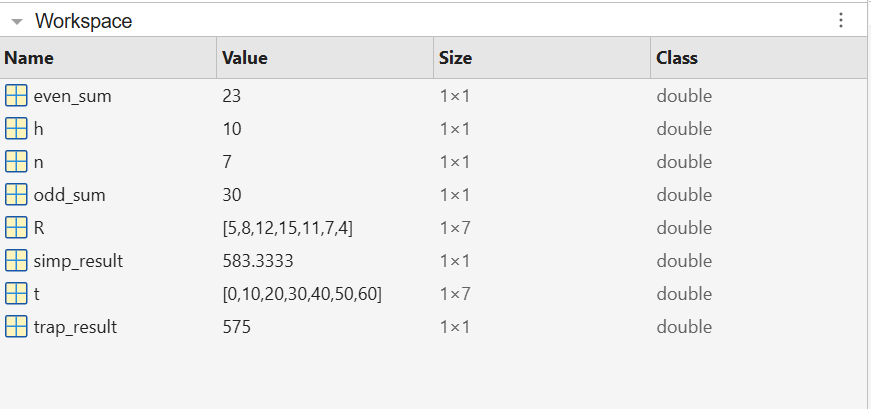 Workspace
Name Value Size Class
even_sum 23 1×1 double
h 10 1×1 double
n 7 1×1 double
odd_sum 30 1×1 double
R [5,8,12,15,11,7,4] 1×7 double
simp_result 583.3333 1×1 double
t [0,10,20,30,40,50,60] 1×7 double
trap_result 575 1×1 double